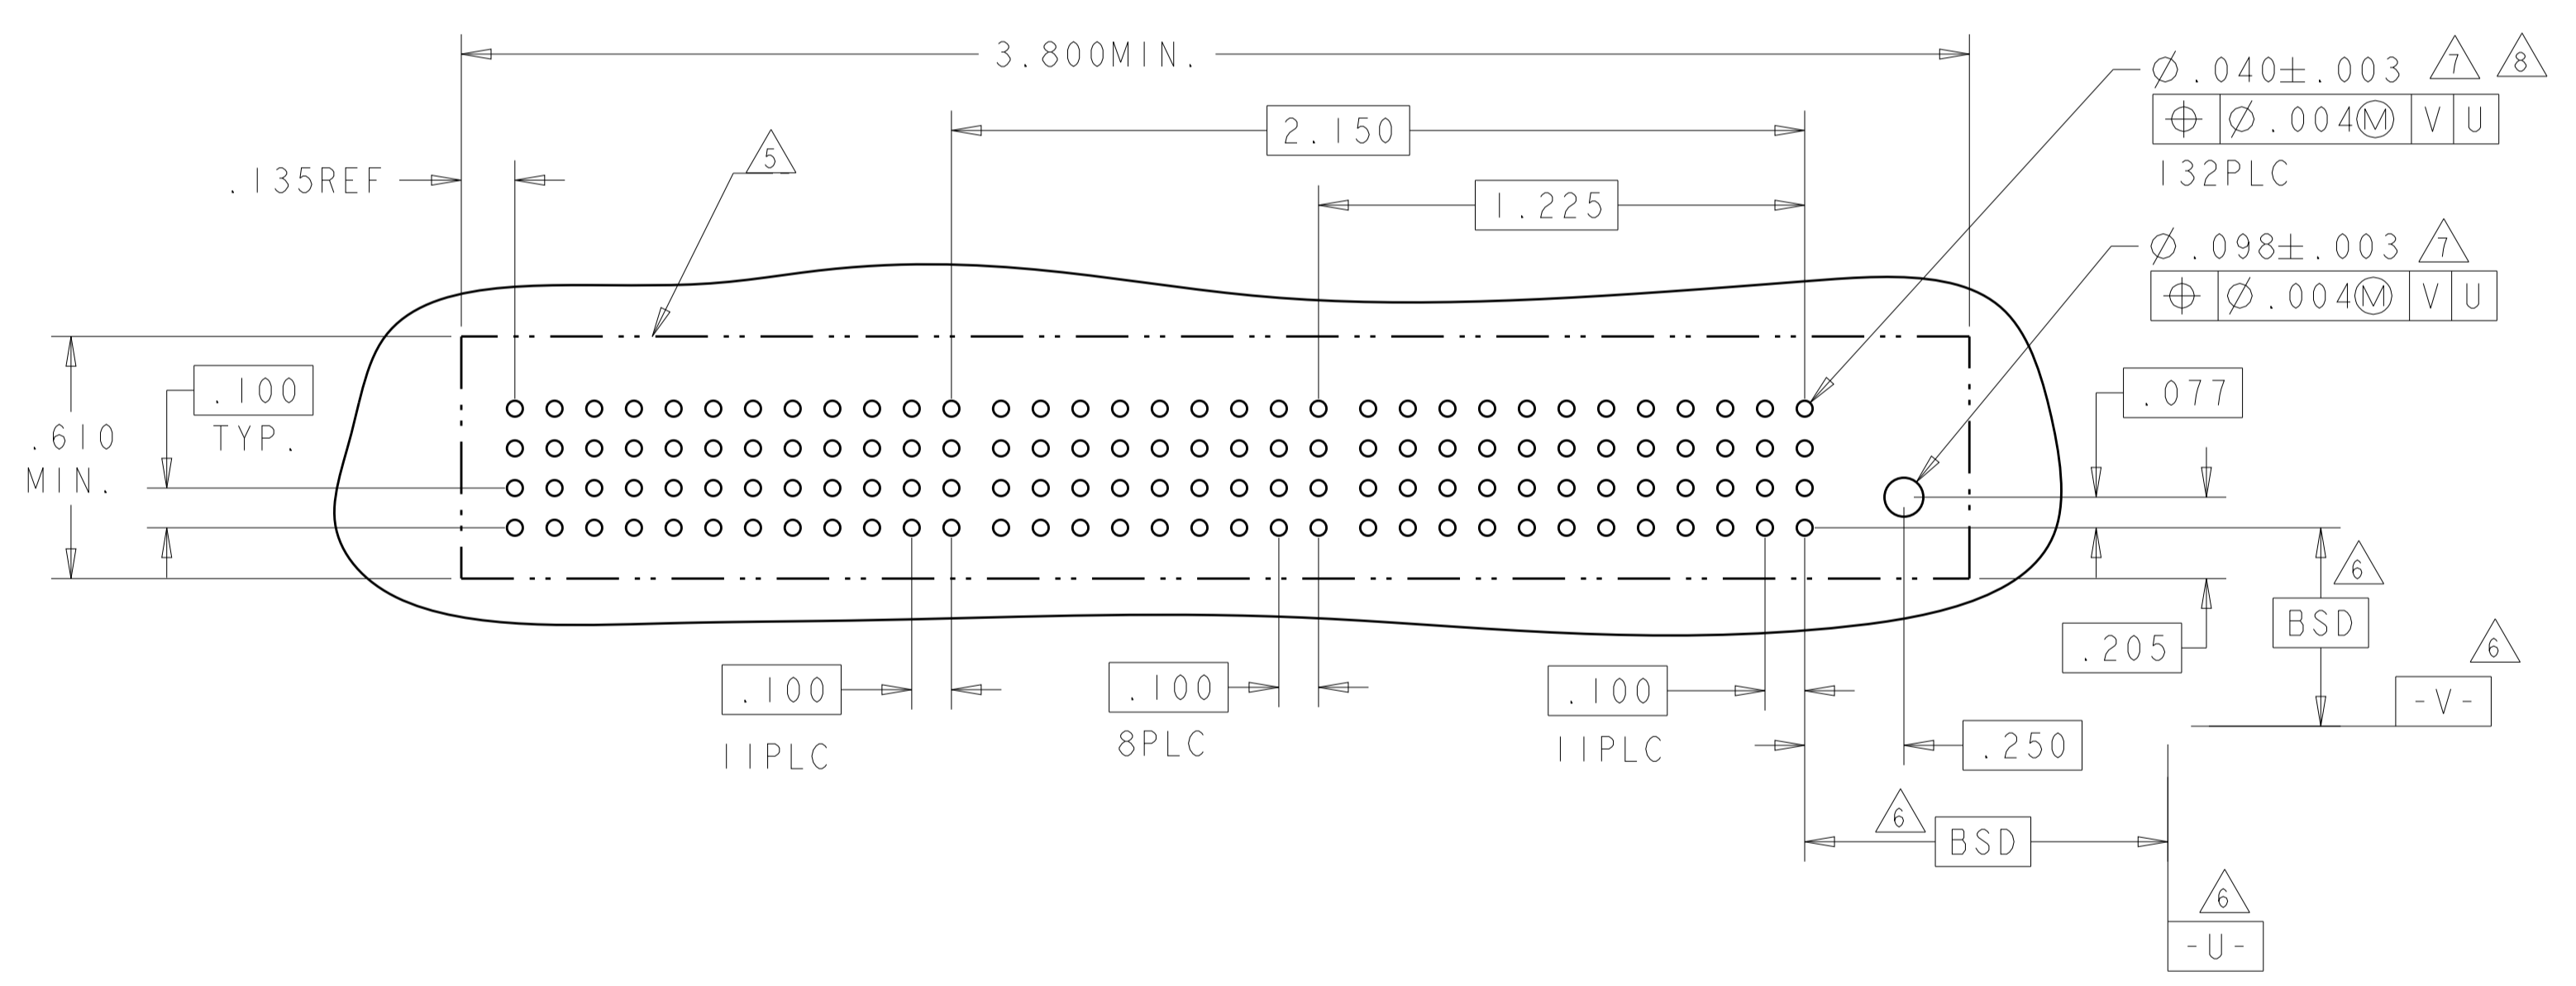 3.800MIN.
2.150
1.225
.135REF
5
⌀.040±.003 7 8
⌖ ⌀.004Ⓜ V U
132PLC
⌀.098±.003 7
⌖ ⌀.004Ⓜ V U
.100
TYP.
.610
MIN.
.077
6
BSD
.205
6
-V-
.100
11PLC
.100
8PLC
.100
11PLC
.250
6
BSD
6
-U-